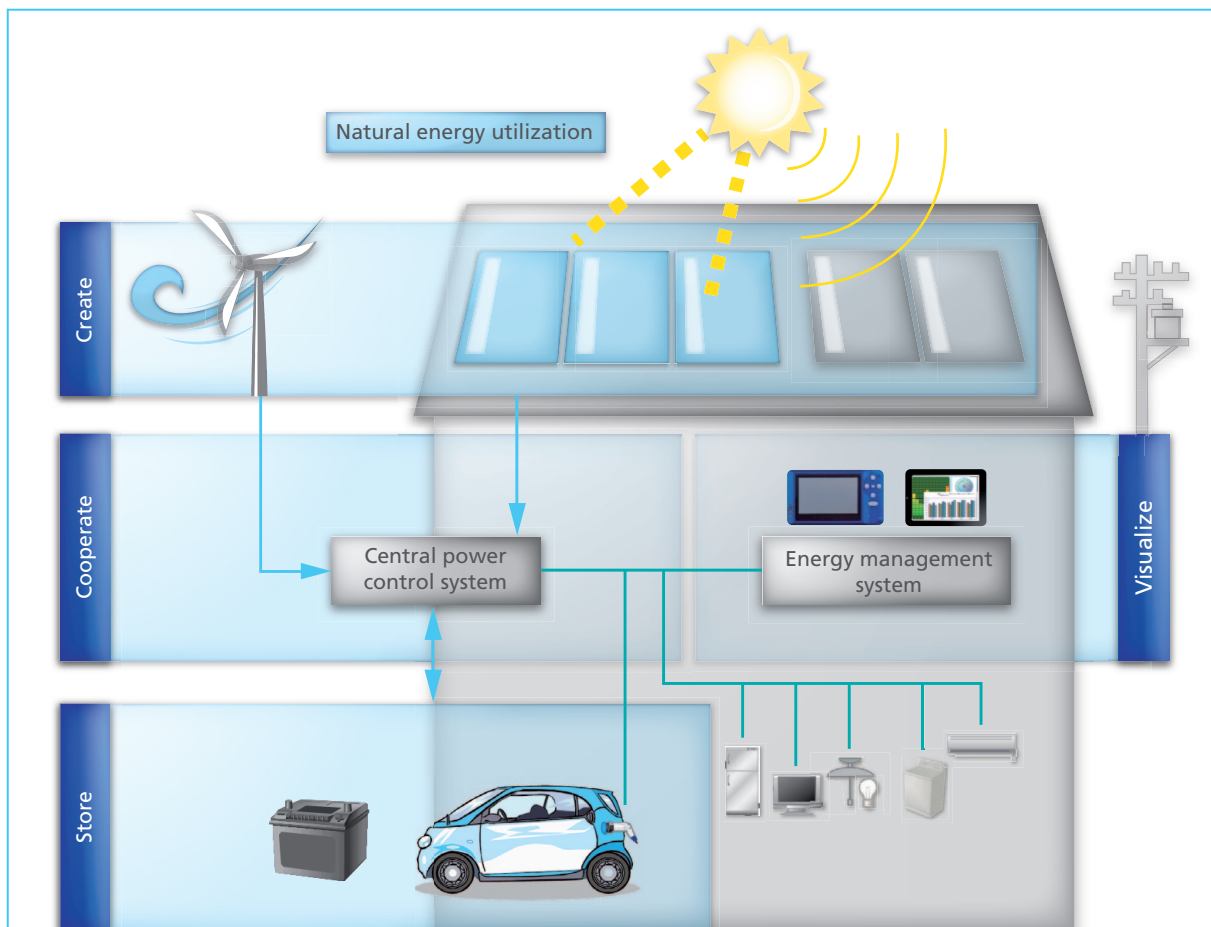 Natural energy utilization
Create
Cooperate
Central power
control system
Energy management
system
Visualize
Store